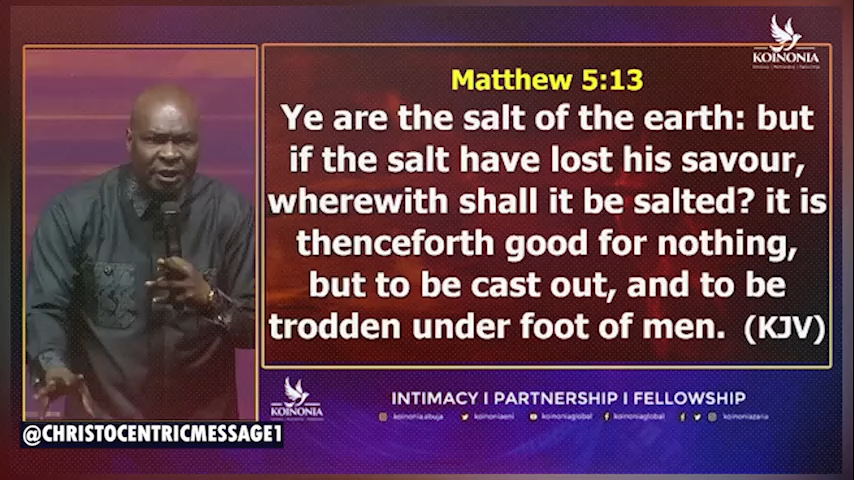 KOINONIA
Matthew 5:13
Ye are the salt of the earth: but
if the salt have lost his savour,
wherewith shall it be salted? it is
thenceforth good for nothing,
but to be cast out, and to be
trodden under foot of men. (KJV)
KOINONIA
INTIMACY I PARTNERSHIP I FELLOWSHIP
koinonia.abuja koinoniaeni koinoniaglobal koinoniaglobal koinoniazaria
@CHRISTOCENTRICMESSAGE1